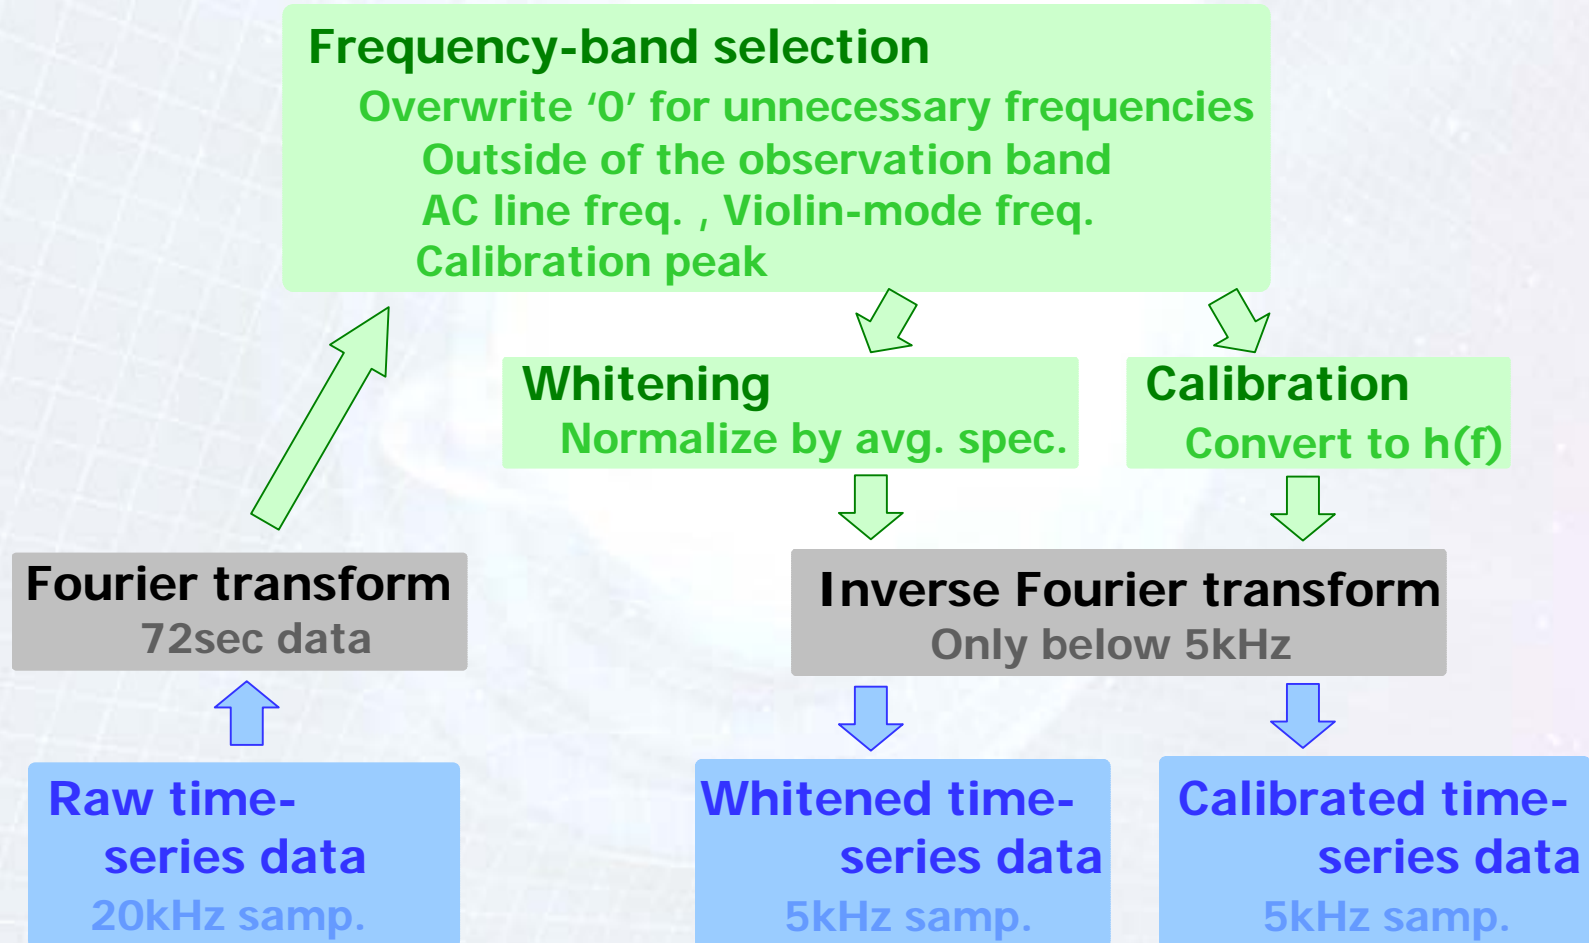 Frequency-band selection
Overwrite ‘0’ for unnecessary frequencies
Outside of the observation band
AC line freq. , Violin-mode freq.
Calibration peak
Whitening
Normalize by avg. spec.
Calibration
Convert to h(f)
Fourier transform
72sec data
Inverse Fourier transform
Only below 5kHz
Raw time-
series data
20kHz samp.
Whitened time-
series data
5kHz samp.
Calibrated time-
series data
5kHz samp.